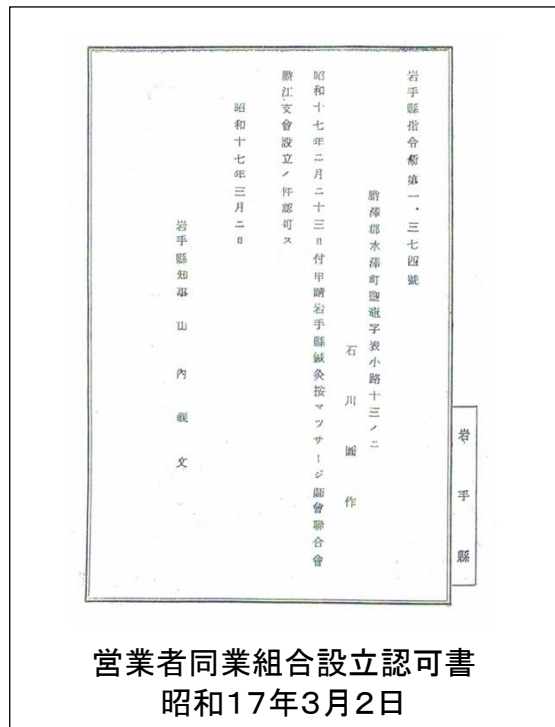 岩手縣指令衛第一、三七四號
膽澤郡水澤町鹽竈字表小路十三ノ二
石川國作
昭和十七年二月二十三日付申請岩手縣鍼灸按マツサージ師會聯合會
膽江支會設立ノ件認可ス
昭和十七年三月二日
岩手縣知事山内義文
岩手縣
営業者同業組合設立認可書
昭和17年3月2日